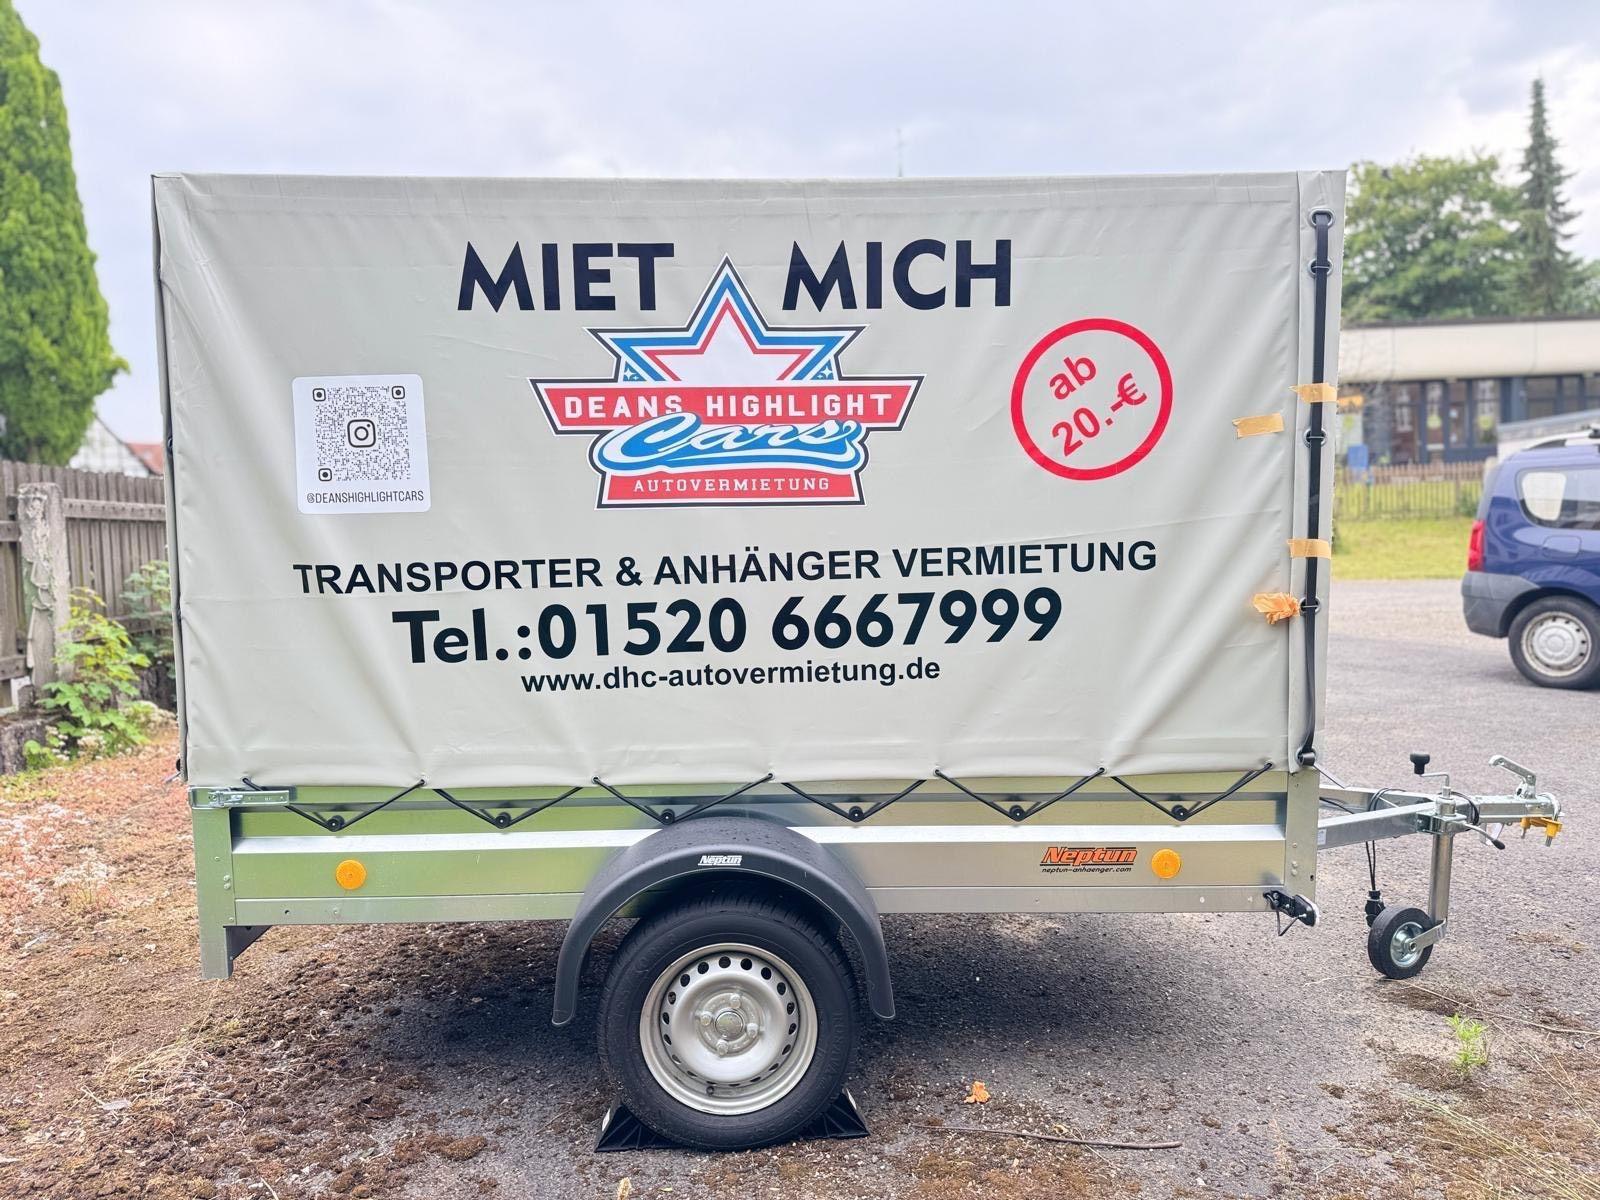 MIET MICH
DEANS HIGHLIGHT
Cars
AUTOVERMIETUNG
ab
20.-€
@DEANSHIGHLIGHTCARS
TRANSPORTER & ANHÄNGER VERMIETUNG
Tel.:01520 6667999
www.dhc-autovermietung.de
Neptun
Neptun
neptun-anhaenger.com